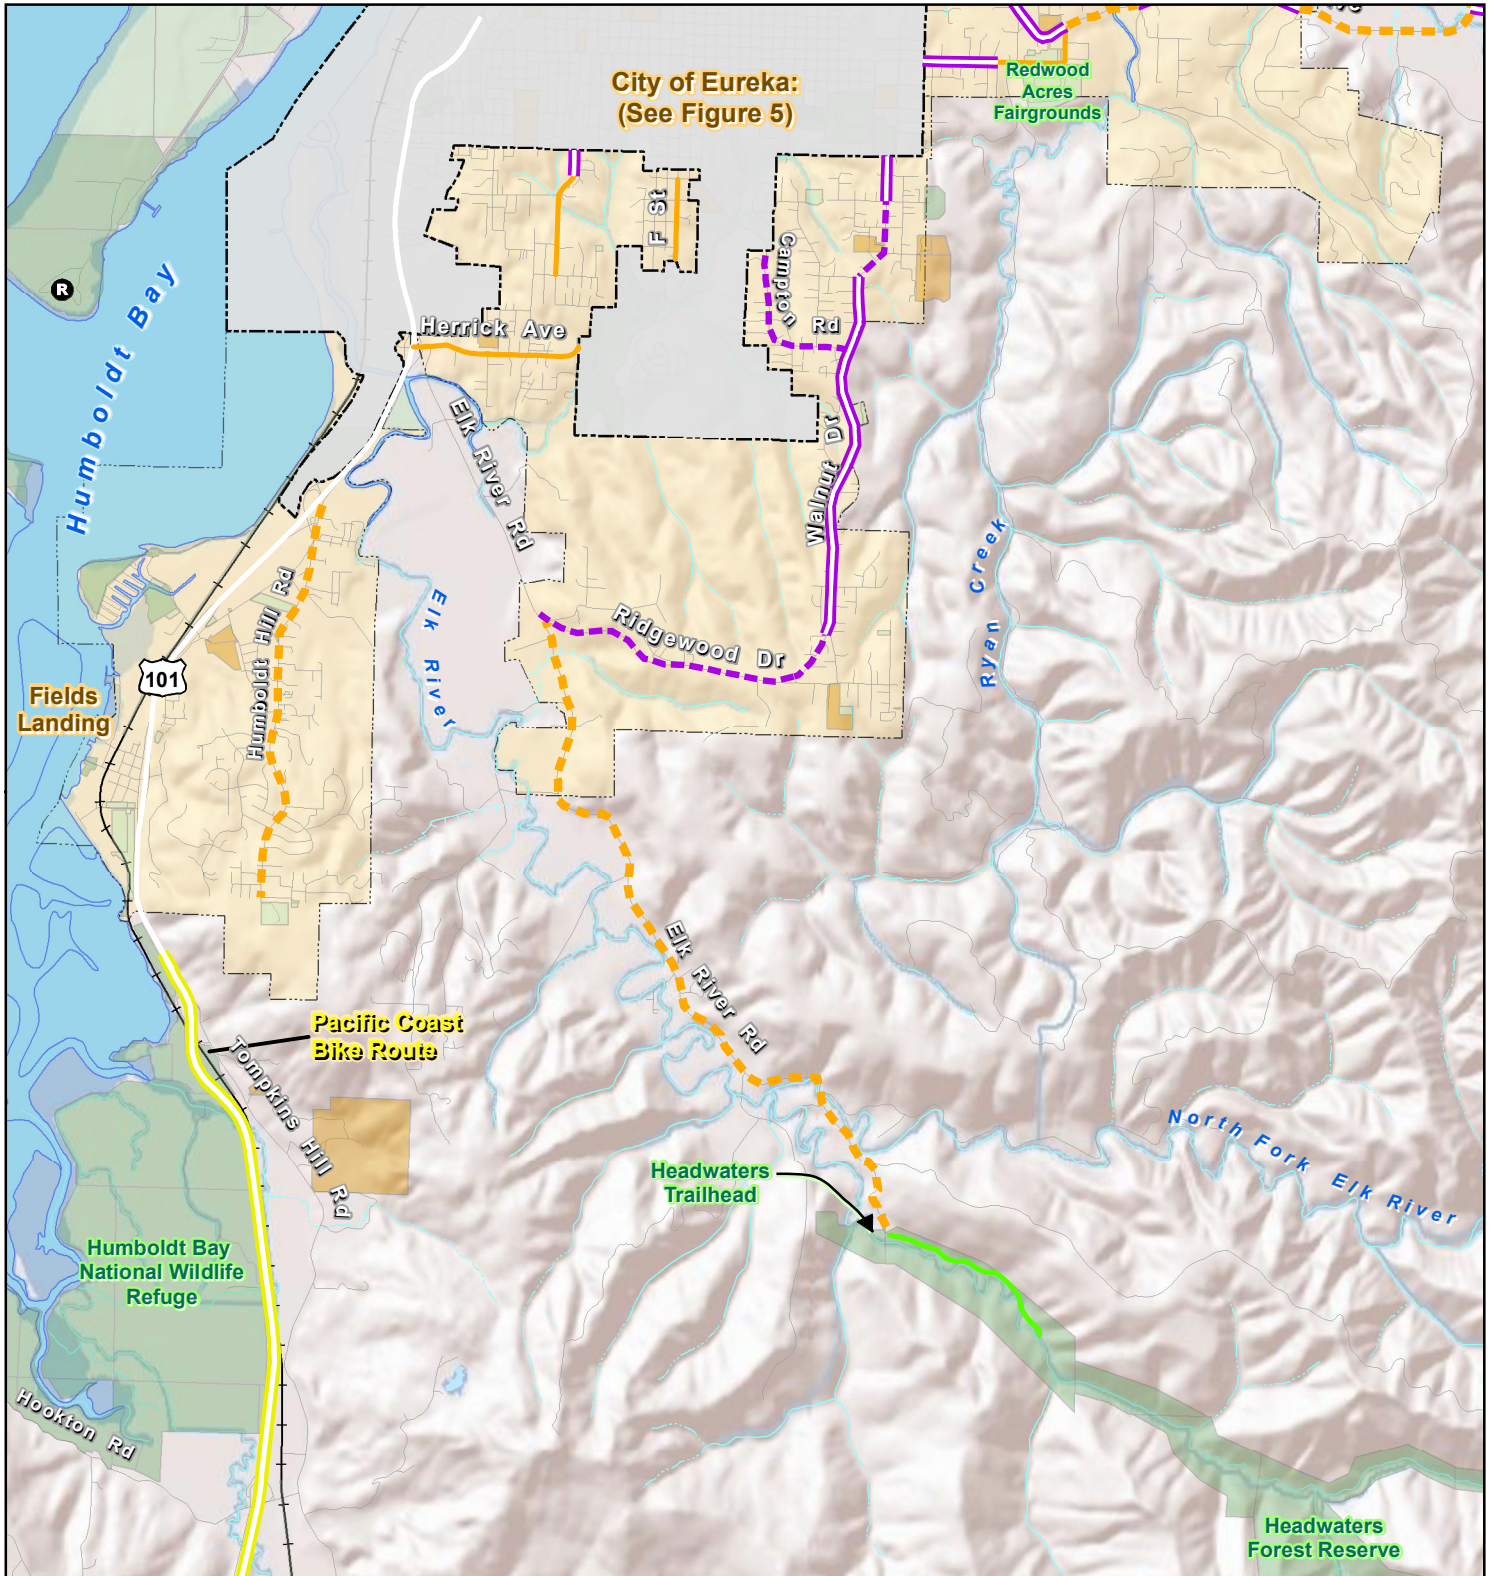 City of Eureka:
(See Figure 5)
Redwood
Acres
Fairgrounds
R
Humboldt Bay
F St
Campton Rd
Herrick Ave
Elk River Rd
Walnut Dr
Ryan Creek
Humboldt Hill Rd
Elk River
Ridgewood Dr
101
Fields
Landing
Elk River Rd
Pacific Coast
Bike Route
Tompkins Hill Rd
North Fork Elk River
Headwaters
Trailhead
Humboldt Bay
National Wildlife
Refuge
Hookton Rd
Headwaters
Forest Reserve